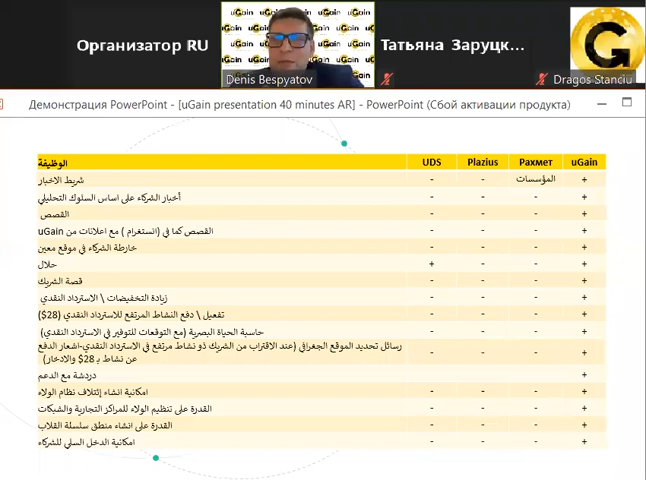 Организатор RU
Татьяна Заруцк...
Denis Bespyatov
Dragos Stanciu
Демонстрация PowerPoint - [uGain presentation 40 minutes AR] - PowerPoint (Сбой активации продукта)
الوظيفة UDS Plazius Рахмет uGain
شريط الاخبار - - المؤسسات +
أخبار الشركاء على اساس السلوك التحليلي - - - +
القصص - - - +
القصص كما في (انستغرام ) مع اعلانات من uGain - - - +
خارطة الشركاء في موقع معين - - - +
حلال + - - +
قصة الشريك - - - +
زيادة التخفيضات \ الاسترداد النقدي - - - +
تفعيل \ دفع النشاط المرتفع للاسترداد النقدي (28$) - - - +
حاسبة الحياة البصرية (مع التوقعات للتوفير في الاسترداد النقدي) - - - +
رسائل تحديد الموقع الجغرافي (عند الاقتراب من الشريك ذو نشاط مرتفع في الاسترداد النقدي-اشعار الدفع
عن نشاط بـ 28$ والادخار) - - - +
دردشة مع الدعم +
امكانية انشاء إئتلاف نظام الولاء - - - +
القدرة على تنظيم الولاء للمراكز التجارية والشبكات - - - +
القدرة على انشاء منطق سلسلة القلاب - - - +
امكانية الدخل السلبي للشركاء - - - +